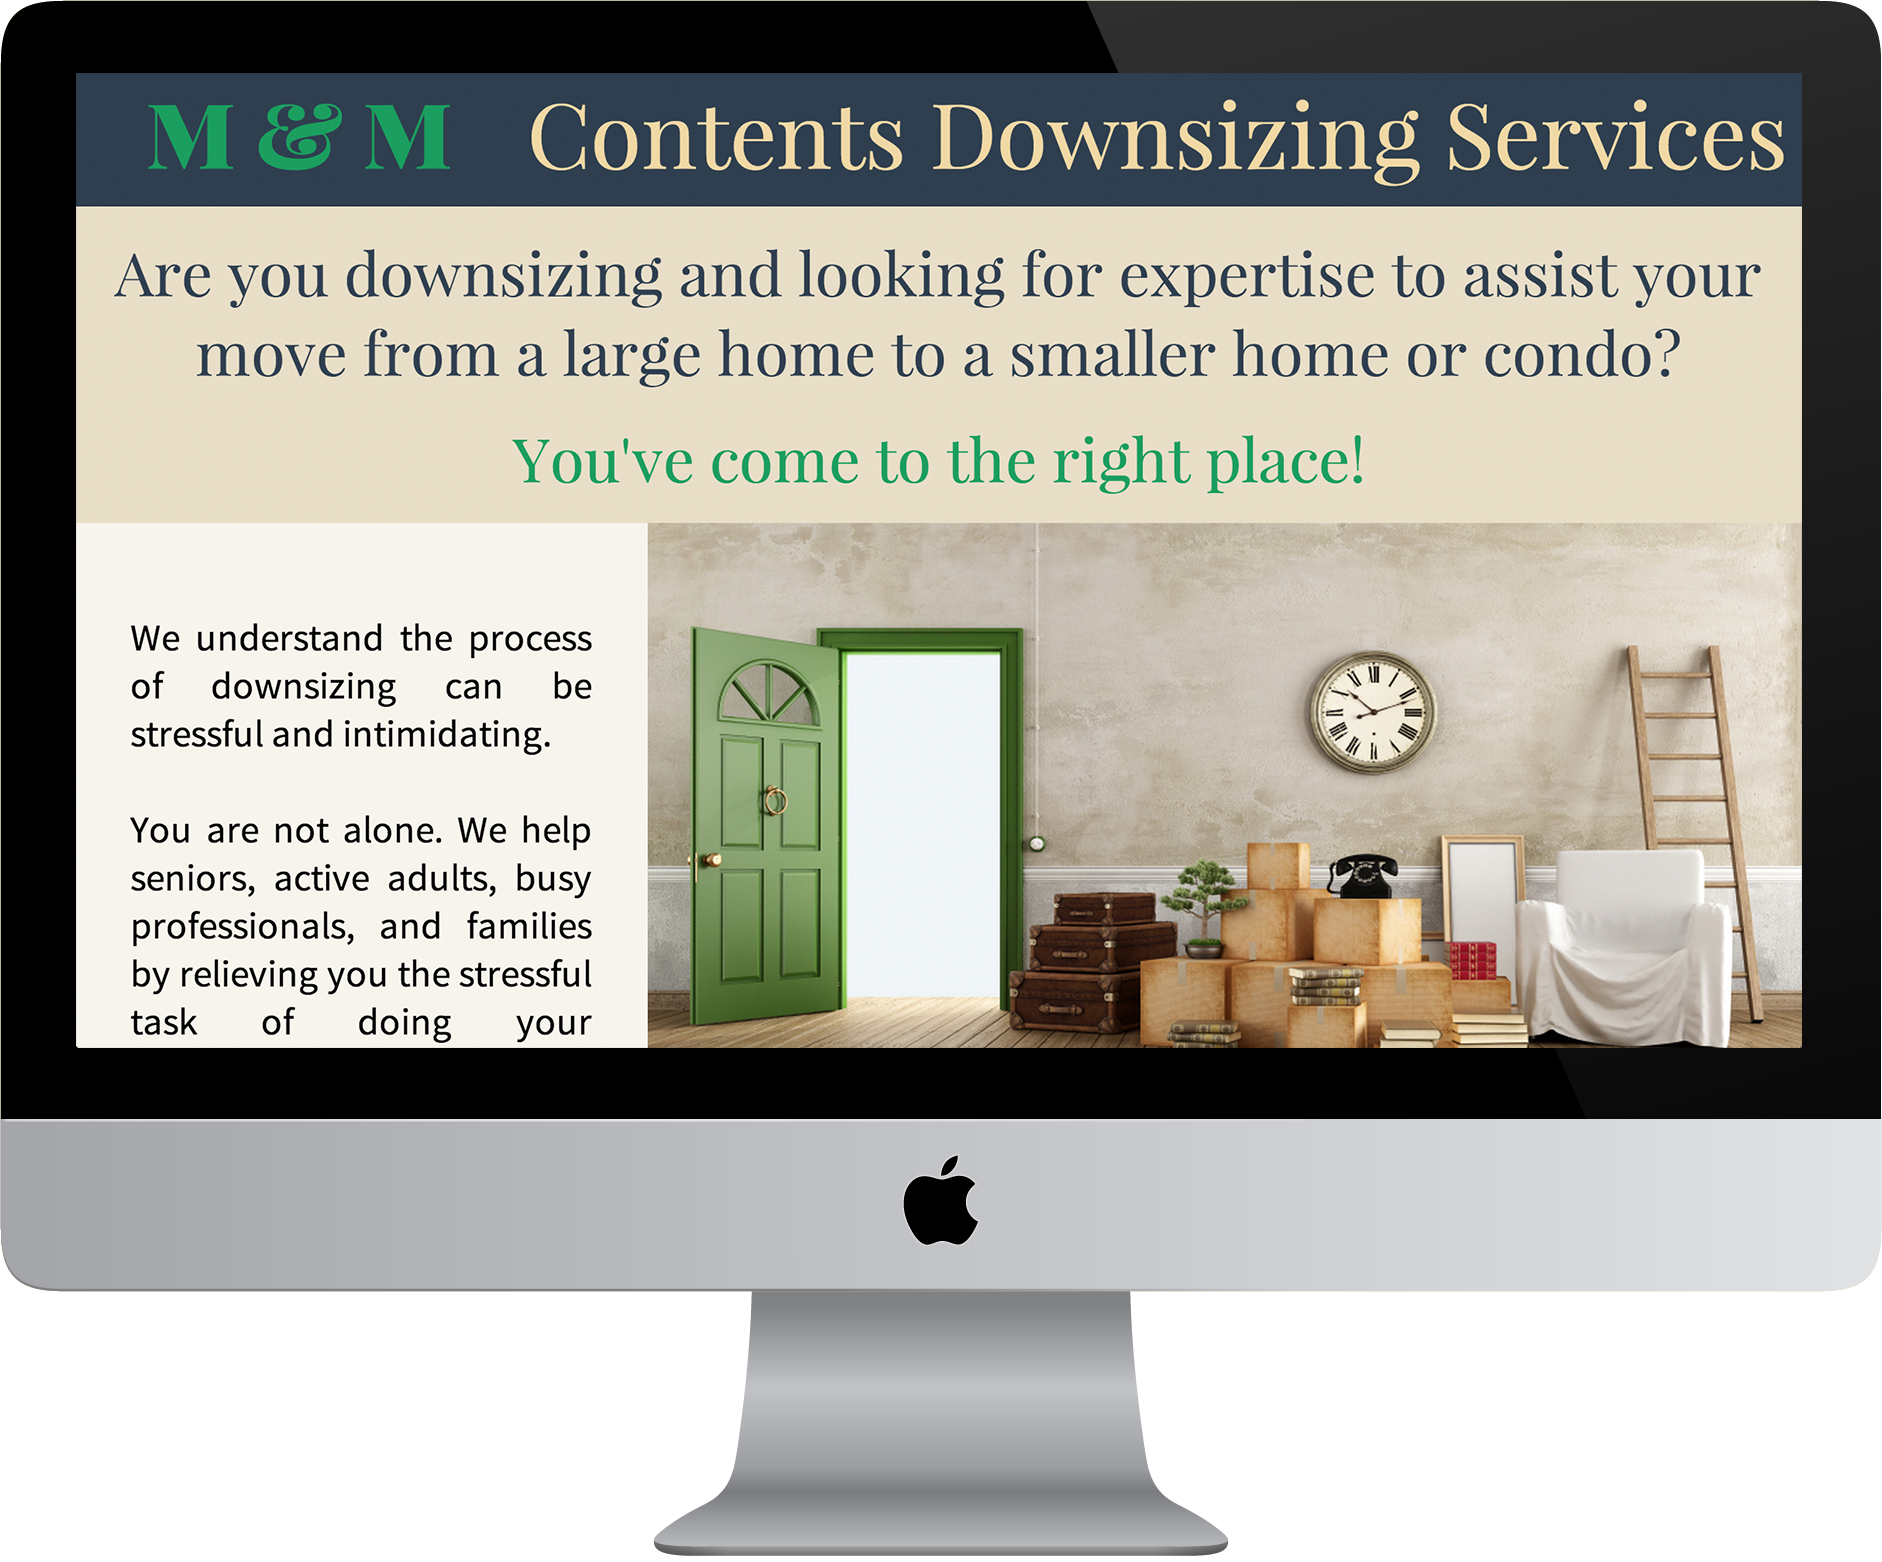 M & M Contents Downsizing Services
Are you downsizing and looking for expertise to assist your
move from a large home to a smaller home or condo?
You've come to the right place!
We understand the process
of downsizing can be
stressful and intimidating.
You are not alone. We help
seniors, active adults, busy
professionals, and families
by relieving you the stressful
task of doing your